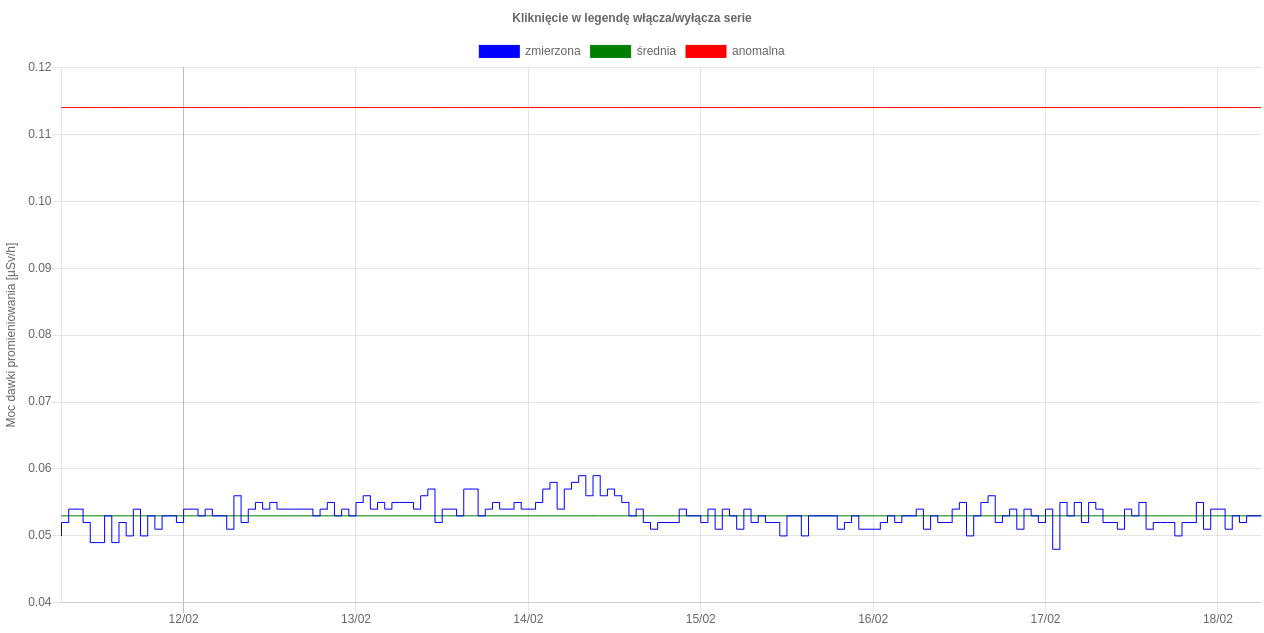 Kliknięcie w legendę włącza/wyłącza serie
zmierzona średnia anomalna
Moc dawki promieniowania [µSv/h]
0.12
0.11
0.10
0.09
0.08
0.07
0.06
0.05
0.04
12/02 13/02 14/02 15/02 16/02 17/02 18/02